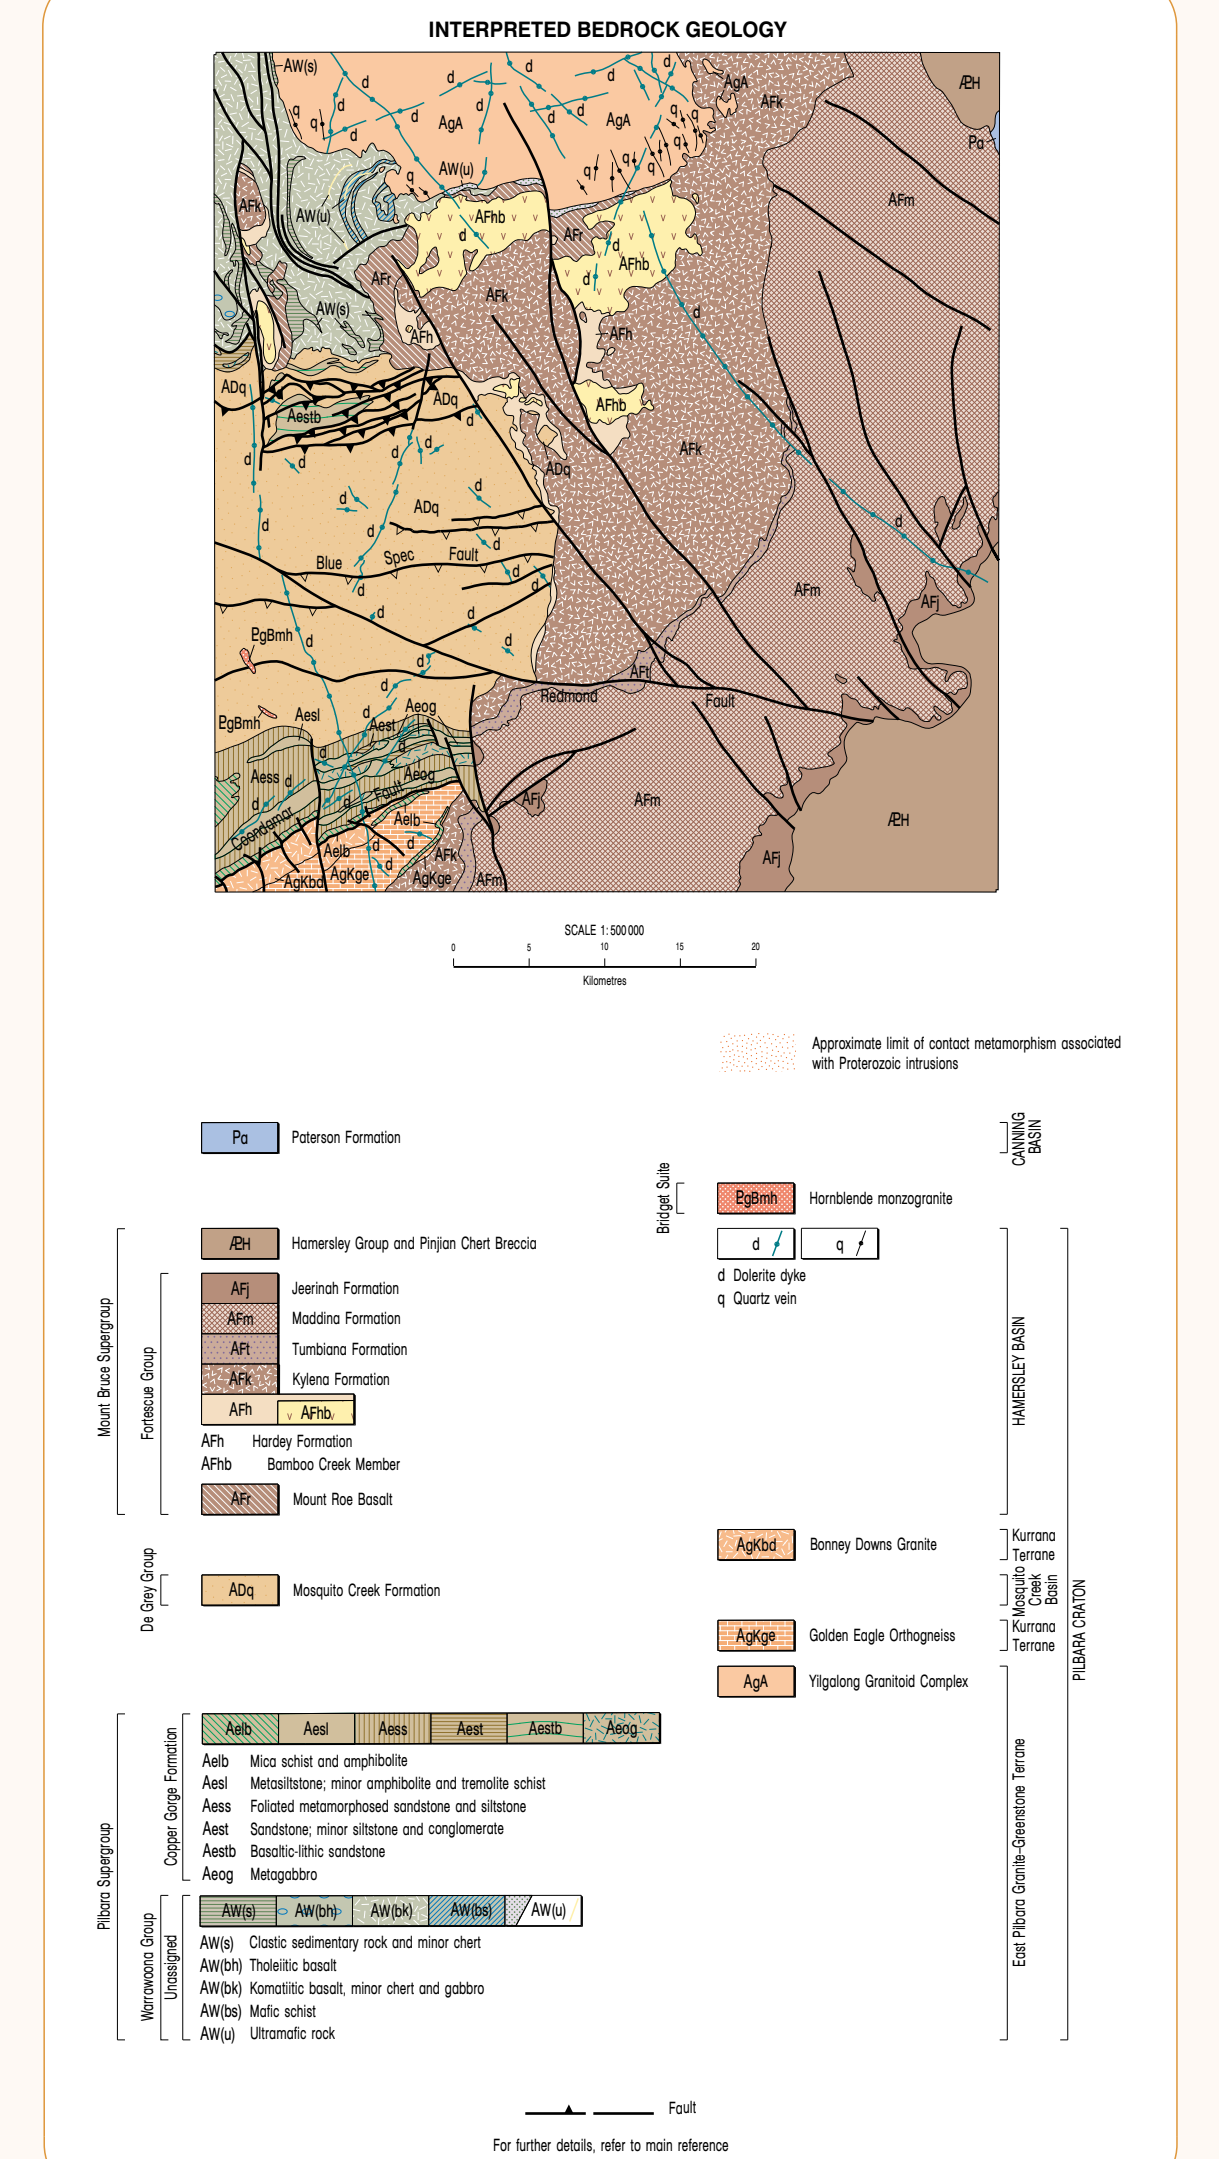 INTERPRETED BEDROCK GEOLOGY
AW(s)
d
d
d
AgA
AFk
ÆH
q
q
d
d
d
d
AgA
d
d
d
AgA
q
q
Pa
AW(u)
q
q
q
q
q
AFk
AW(u)
AFhb
AFm
d
AFr
d
AFhb
AFr
d
AFk
AW(s)
d
AFh
AFh
ADq
ADq
AFhb
Aestb
d
d
d
d
d
AFk
ADq
d
d
ADq
d
d
d
d
Blue Spec Fault
d
d
d
d
AFm
AFj
d
d
d
PgBmh
d
d
AFt
d
Redmond
Fault
PgBmh
Aesl
d
Aeog
Aest
d
d
Aess
d
Aeog
d
d
Fault
AFj
AFm
Coondamar
Aelb
ÆH
Aelb
d
d
AFk
AFj
AgKbd
AgKge
d
AgKge
AFm
SCALE 1:500 000
0 5 10 15 20
Kilometres
Approximate limit of contact metamorphism associated
with Proterozoic intrusions
Pa Paterson Formation
CANNING
BASIN
Bridget Suite
PgBmh Hornblende monzogranite
ÆH Hamersley Group and Pinjian Chert Breccia
d q
d Dolerite dyke
q Quartz vein
AFj Jeerinah Formation
AFm Maddina Formation
AFt Tumbiana Formation
AFk Kylena Formation
AFh AFhb
AFh Hardey Formation
AFhb Bamboo Creek Member
AFr Mount Roe Basalt
Mount Bruce Supergroup
Fortescue Group
HAMERSLEY BASIN
AgKbd Bonney Downs Granite
Kurrana
Terrane
De Grey Group
ADq Mosquito Creek Formation
Mosquito
Creek
Basin
AgKge Golden Eagle Orthogneiss
Kurrana
Terrane
PILBARA CRATON
AgA Yilgalong Granitoid Complex
Aelb Aesl Aess Aest Aestb Aeog
Aelb Mica schist and amphibolite
Aesl Metasiltstone; minor amphibolite and tremolite schist
Aess Foliated metamorphosed sandstone and siltstone
Aest Sandstone; minor siltstone and conglomerate
Aestb Basaltic-lithic sandstone
Aeog Metagabbro
Copper Gorge Formation
Pilbara Supergroup
East Pilbara Granite–Greenstone Terrane
AW(s) AW(bh) AW(bk) AW(bs) AW(u)
AW(s) Clastic sedimentary rock and minor chert
AW(bh) Tholeiitic basalt
AW(bk) Komatiitic basalt, minor chert and gabbro
AW(bs) Mafic schist
AW(u) Ultramafic rock
Warrawoona Group
Unassigned
Fault
For further details, refer to main reference